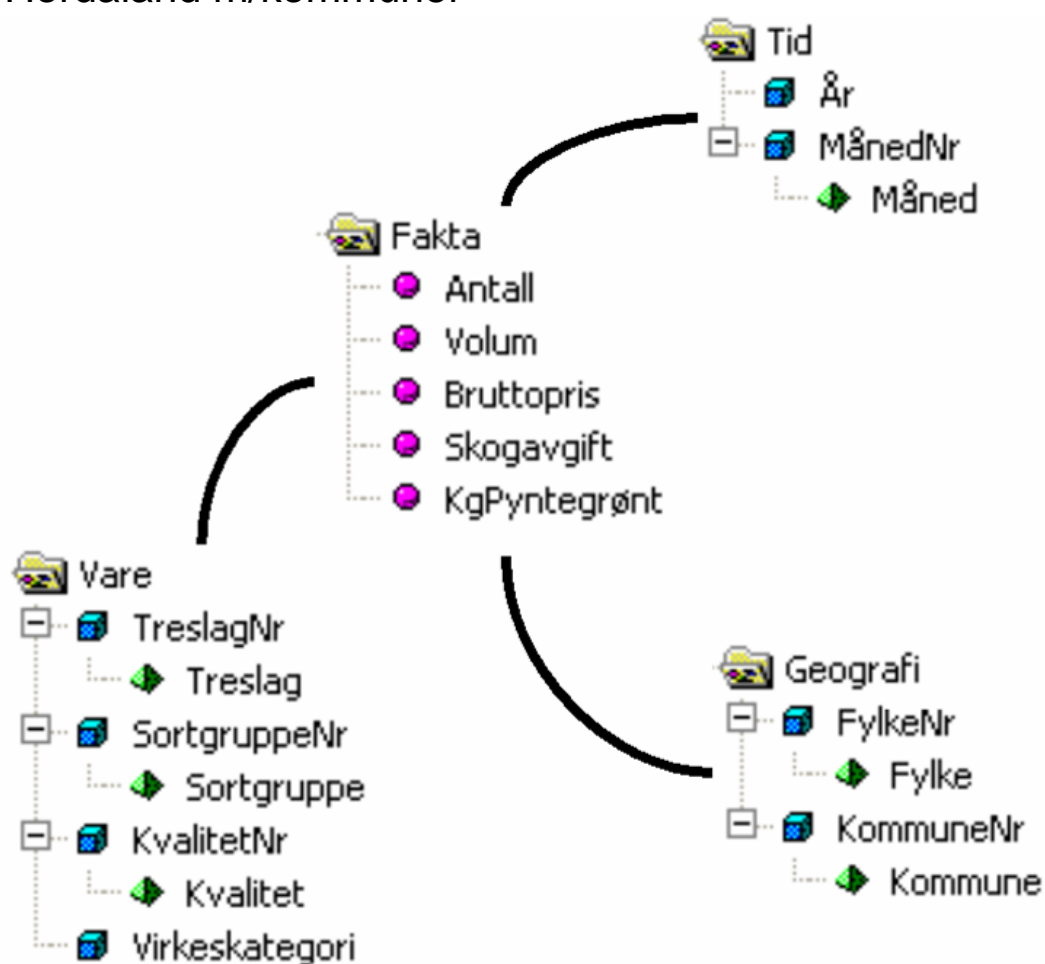 Tid
År
MånedNr
Måned
Fakta
Antall
Volum
Bruttopris
Skogavgift
KgPyntegrønt
Vare
TreslagNr
Treslag
SortgruppeNr
Sortgruppe
KvalitetNr
Kvalitet
Virkeskategori
Geografi
FylkeNr
Fylke
KommuneNr
Kommune